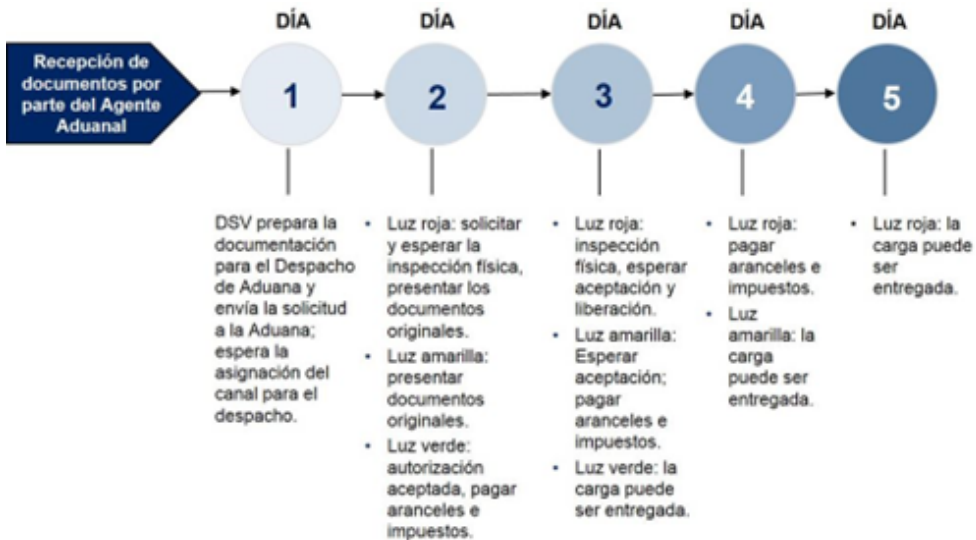 Recepción de
documentos por
parte del Agente
Aduanal
DÍA
1
DSV prepara la
documentación
para el Despacho
de Aduana y
envía la solicitud
a la Aduana;
espera la
asignación del
canal para el
despacho.
DÍA
2
• Luz roja: solicitar
y esperar la
inspección física,
presentar los
documentos
originales.
• Luz amarilla:
presentar
documentos
originales.
• Luz verde:
autorización
aceptada, pagar
aranceles e
impuestos.
DÍA
3
• Luz roja:
inspección
física, esperar
aceptación y
liberación.
• Luz amarilla:
Esperar
aceptación;
pagar
aranceles e
impuestos.
• Luz verde: la
carga puede
ser entregada.
DÍA
4
• Luz roja:
pagar
aranceles e
impuestos.
• Luz
amarilla: la
carga
puede ser
entregada.
DÍA
5
• Luz roja: la
carga puede
ser
entregada.